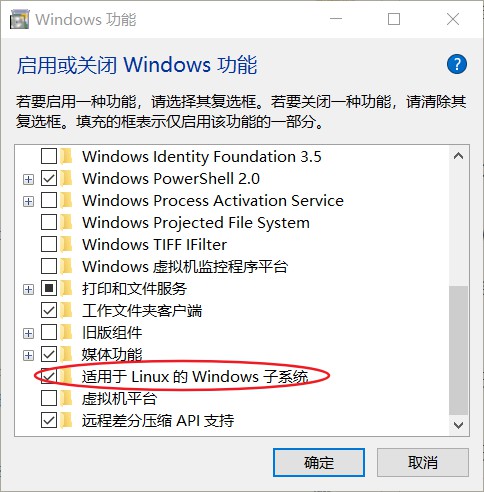 Windows 功能
启用或关闭 Windows 功能
?
若要启用一种功能，请选择其复选框。若要关闭一种功能，请清除其
复选框。填充的框表示仅启用该功能的一部分。
Windows Identity Foundation 3.5
Windows PowerShell 2.0
Windows Process Activation Service
Windows Projected File System
Windows TIFF IFilter
Windows 虚拟机监控程序平台
打印和文件服务
工作文件夹客户端
旧版组件
媒体功能
适用于 Linux 的 Windows 子系统
虚拟机平台
远程差分压缩 API 支持
确定
取消